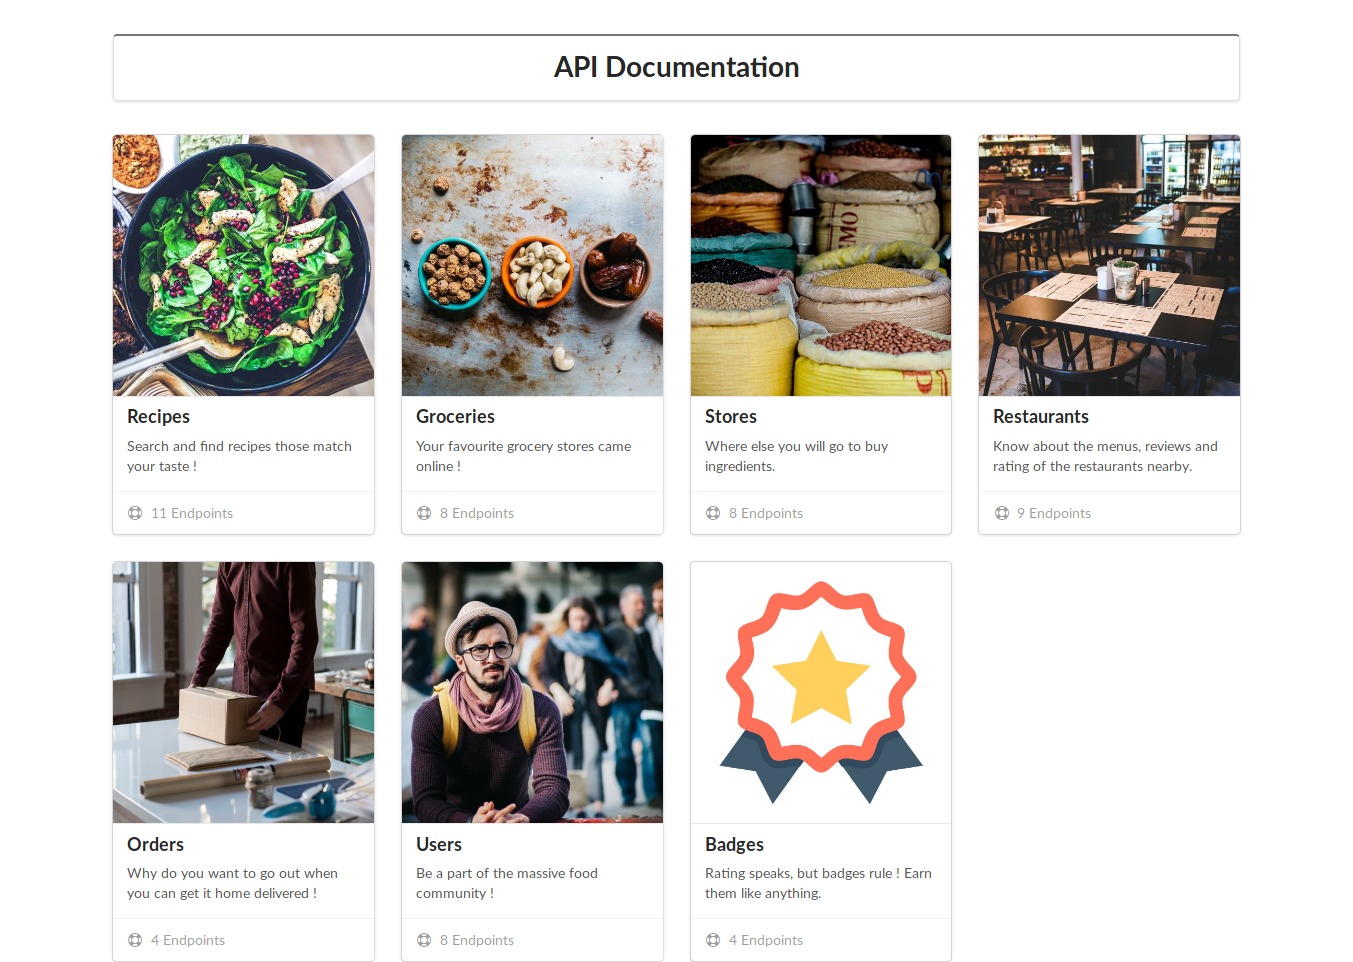 API Documentation
Recipes
Search and find recipes those match
your taste !
11 Endpoints
Groceries
Your favourite grocery stores came
online !
8 Endpoints
Stores
Where else you will go to buy
ingredients.
8 Endpoints
Restaurants
Know about the menus, reviews and
rating of the restaurants nearby.
9 Endpoints
Orders
Why do you want to go out when
you can get it home delivered !
4 Endpoints
Users
Be a part of the massive food
community !
8 Endpoints
Badges
Rating speaks, but badges rule ! Earn
them like anything.
4 Endpoints